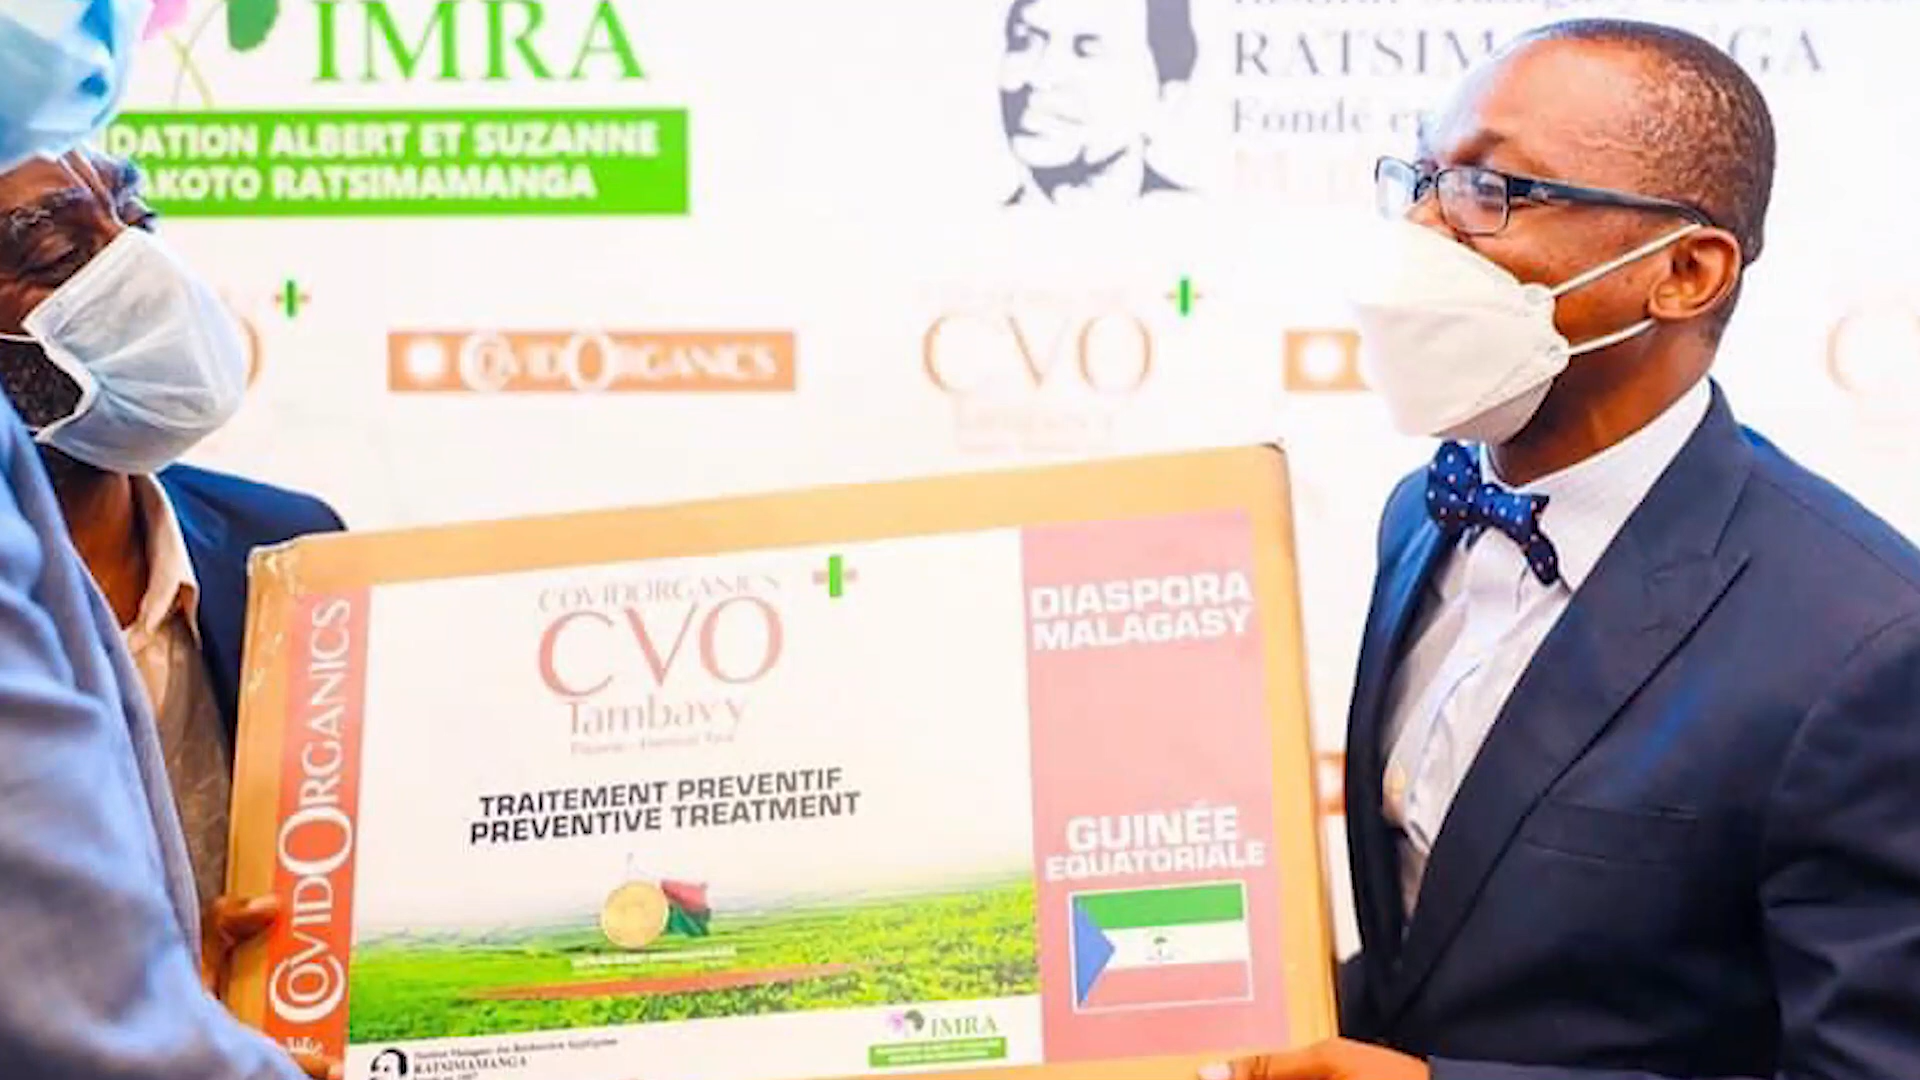 IMRA
DATION ALBERT ET SUZANNE
AKOTO RATSIMAMANGA
RATSIM GA
Fondé e
COVIDORGANICS
CVO
COVIDORGANICS
COVIDORGANICS
CVO
Tambavy
TRAITEMENT PREVENTIF
PREVENTIVE TREATMENT
DIASPORA
MALAGASY
GUINÉE
EQUATORIALE
RATSIMAMANGA
IMRA